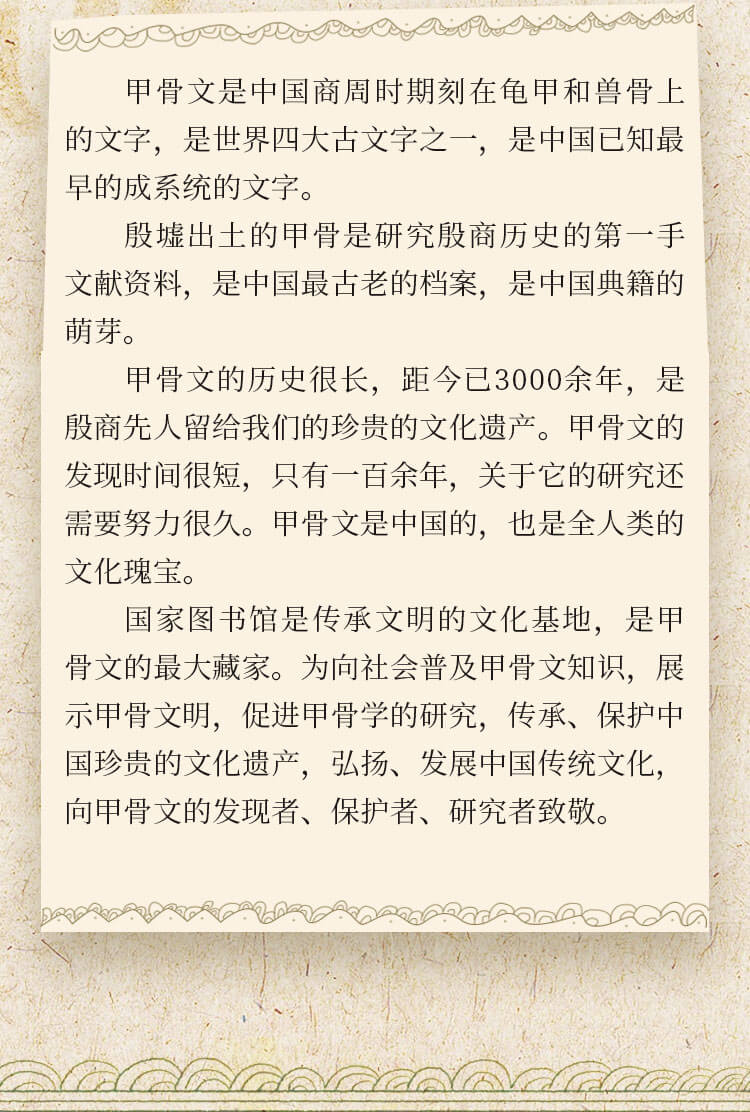 甲骨文是中国商周时期刻在龟甲和兽骨上
的文字，是世界四大古文字之一，是中国已知最
早的成系统的文字。
殷墟出土的甲骨是研究殷商历史的第一手
文献资料，是中国最古老的档案，是中国典籍的
萌芽。
甲骨文的历史很长，距今已3000余年，是
殷商先人留给我们的珍贵的文化遗产。甲骨文的
发现时间很短，只有一百余年，关于它的研究还
需要努力很久。甲骨文是中国的，也是全人类的
文化瑰宝。
国家图书馆是传承文明的文化基地，是甲
骨文的最大藏家。为向社会普及甲骨文知识，展
示甲骨文明，促进甲骨学的研究，传承、保护中
国珍贵的文化遗产，弘扬、发展中国传统文化，
向甲骨文的发现者、保护者、研究者致敬。